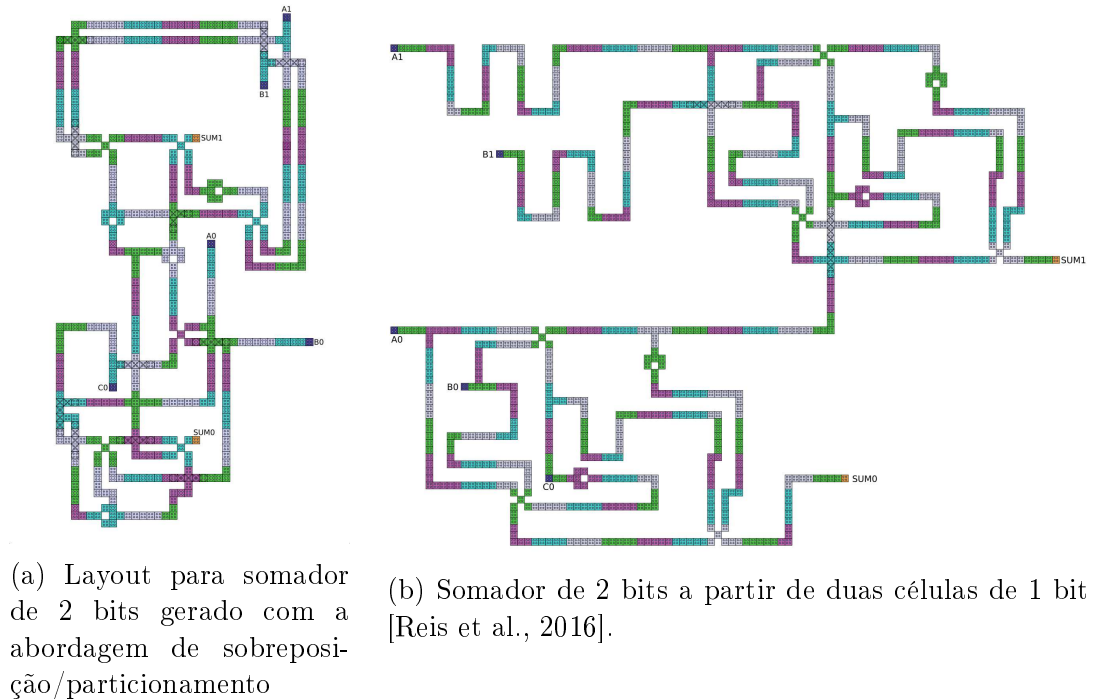 A1
B1
SUM1
A0
B0
C0
SUM0
A1
B1
SUM1
A0
B0
C0
SUM0
(a) Layout para somador
de 2 bits gerado com a
abordagem de sobreposi-
ção/particionamento
(b) Somador de 2 bits a partir de duas células de 1 bit
[Reis et al., 2016].